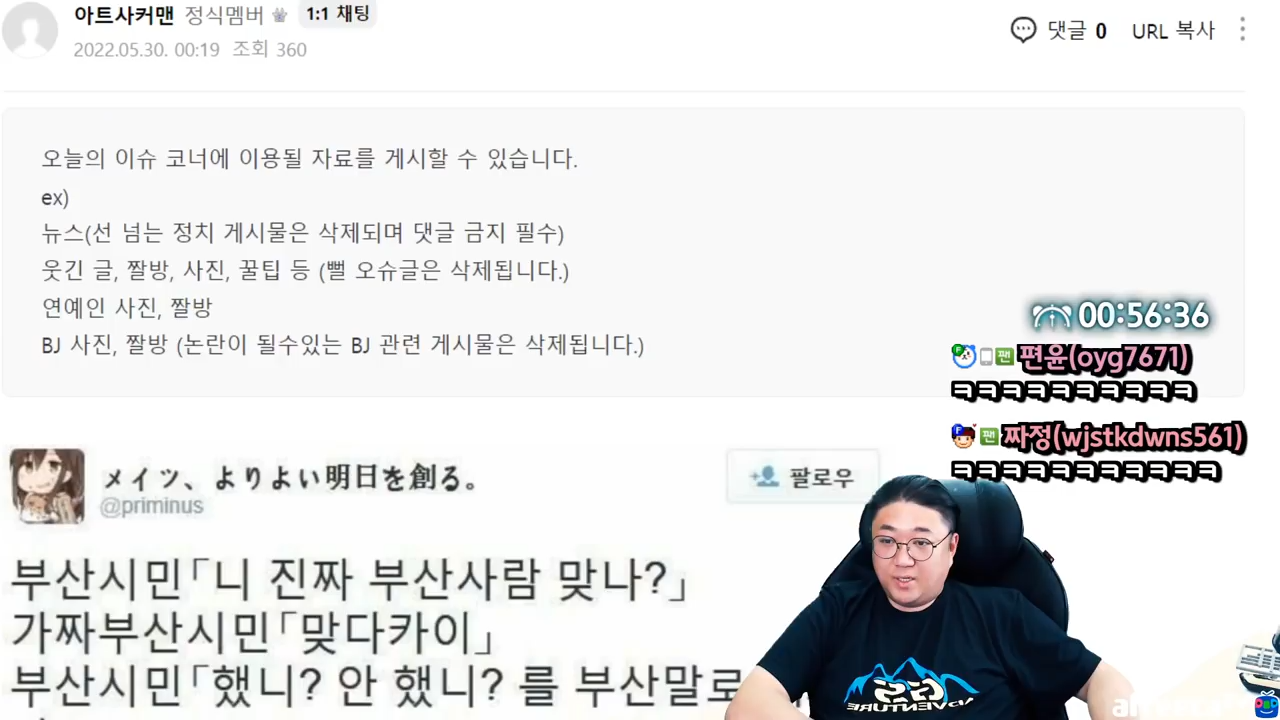 아트사커맨 정식멤버 1:1 채팅
2022.05.30. 00:19 조회 360
댓글 0 URL 복사
오늘의 이슈 코너에 이용될 자료를 게시할 수 있습니다.
ex)
뉴스(선 넘는 정치 게시물은 삭제되며 댓글 금지 필수)
웃긴 글, 짤방, 사진, 꿀팁 등 (뻘 오슈글은 삭제됩니다.)
연예인 사진, 짤방
BJ 사진, 짤방 (논란이 될수있는 BJ 관련 게시물은 삭제됩니다.)
00:56:36
팬 편윤(oyg7671)
ㅋㅋㅋㅋㅋㅋㅋㅋㅋㅋ
팬 짜정(wjstkdwns561)
ㅋㅋㅋㅋㅋㅋㅋㅋㅋㅋㅋ
メイツ、よりよい明日を創る。
@priminus
팔로우
부산시민「니 진짜 부산사람 맞나?」
가짜부산시민「맞다카이」
부산시민「했니? 안 했니? 를 부산말로
ADVENTURE